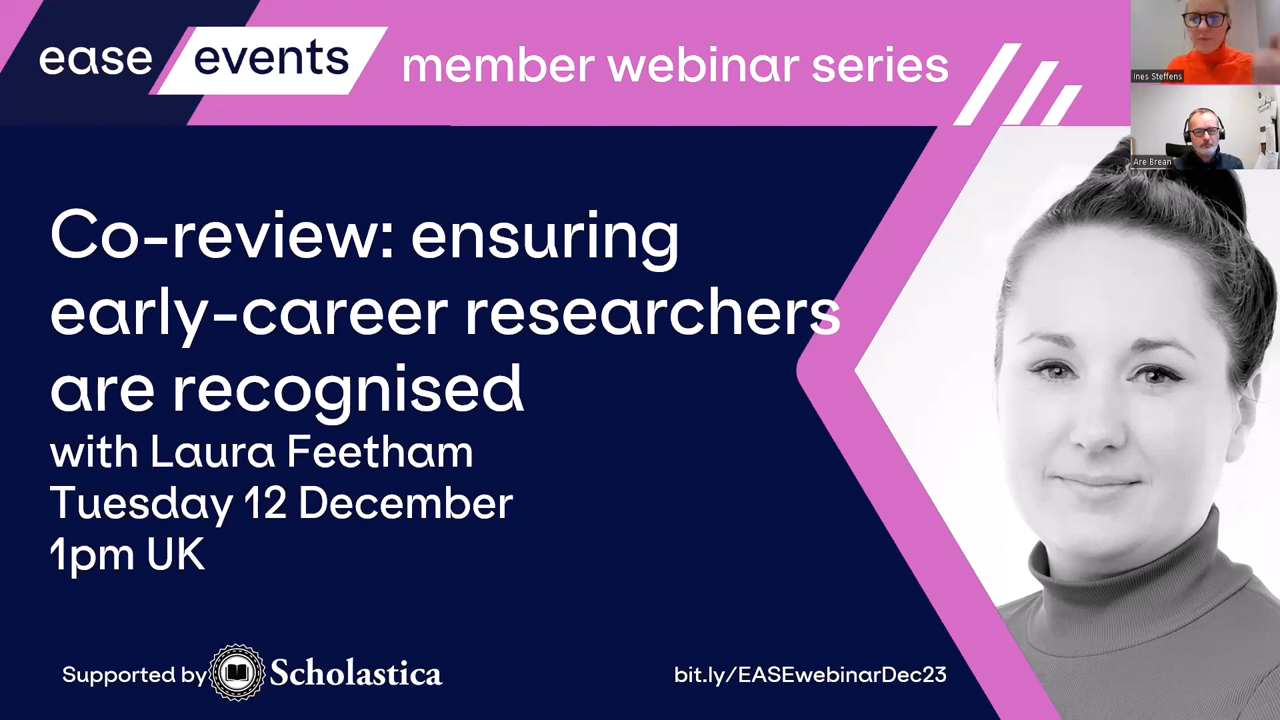 ease events member webinar series
Ines Steffens
Are Brean
Co-review: ensuring
early-career researchers
are recognised
with Laura Feetham
Tuesday 12 December
1pm UK
Supported by Scholastica
bit.ly/EASEwebinarDec23